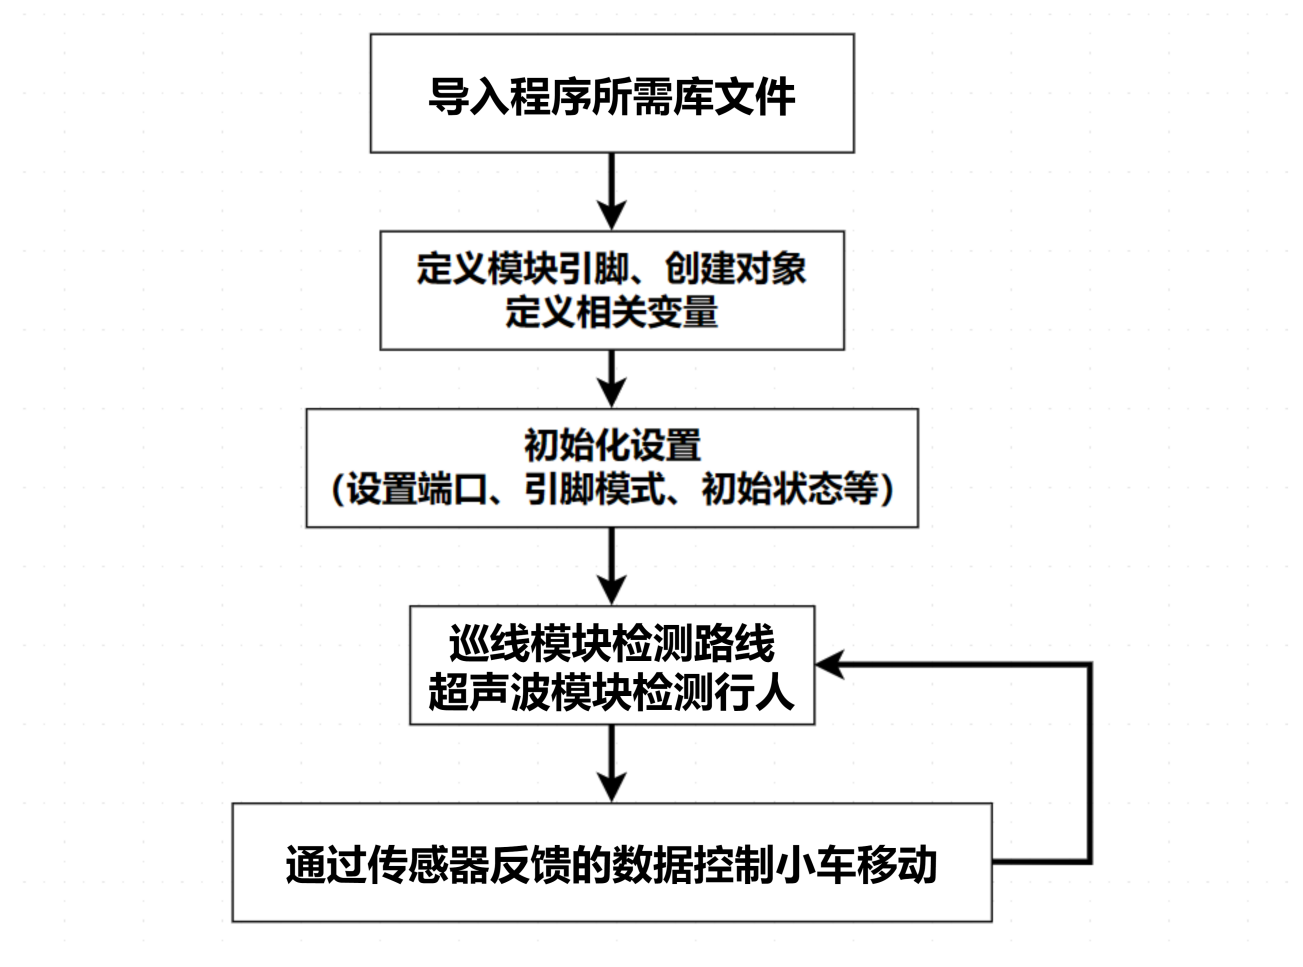 导入程序所需库文件
定义模块引脚、创建对象
定义相关变量
初始化设置
（设置端口、引脚模式、初始状态等）
巡线模块检测路线
超声波模块检测行人
通过传感器反馈的数据控制小车移动